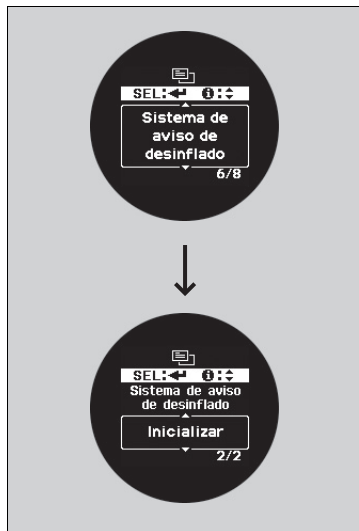 SEL:↵ i:⬍
Sistema de
aviso de
desinflado
6/8
SEL:↵ i:⬍
Sistema de aviso
de desinflado
Inicializar
2/2